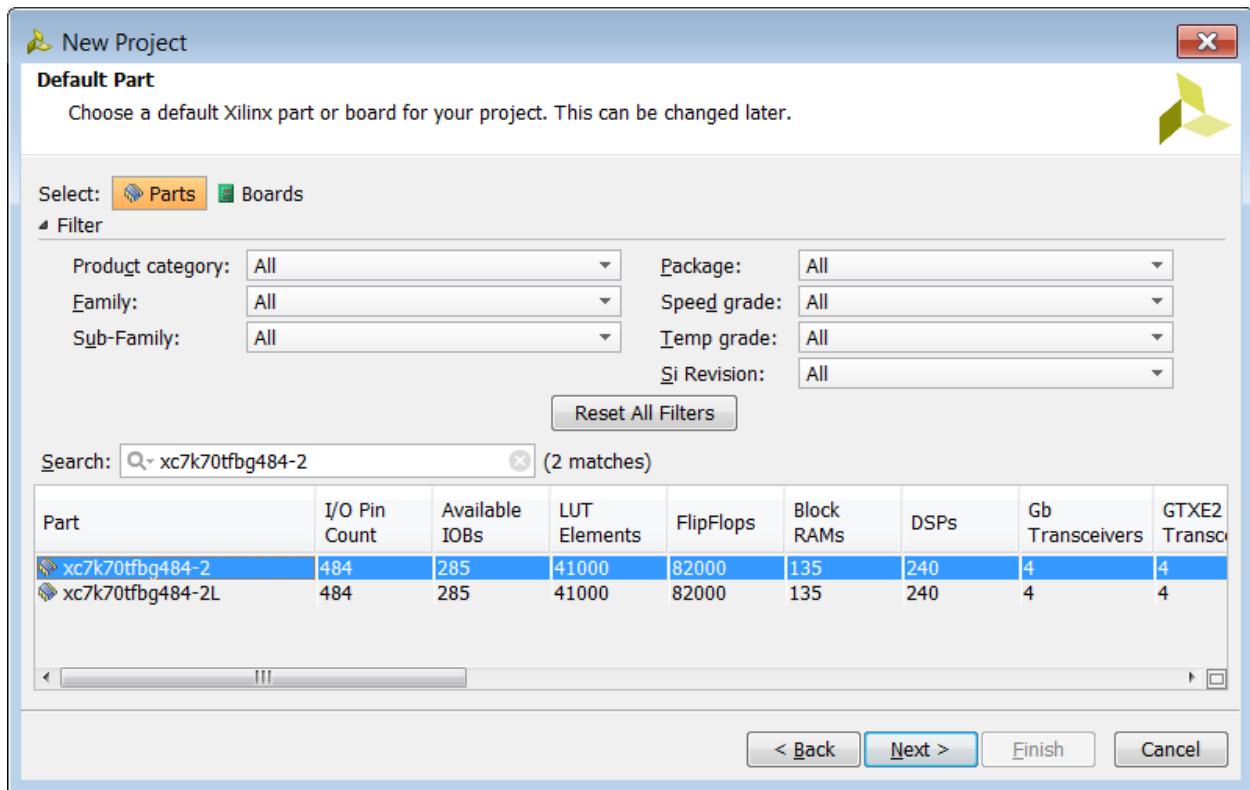 New Project
Default Part
Choose a default Xilinx part or board for your project. This can be changed later.
Select: Parts Boards
Filter
Product category: All Package: All
Family: All Speed grade: All
Sub-Family: All Temp grade: All
Si Revision: All
Reset All Filters
Search: xc7k70tfbg484-2 (2 matches)
Part I/O Pin Count Available IOBs LUT Elements FlipFlops Block RAMs DSPs Gb Transceivers GTXE2 Transc
xc7k70tfbg484-2 484 285 41000 82000 135 240 4 4
xc7k70tfbg484-2L 484 285 41000 82000 135 240 4 4
< Back Next > Finish Cancel